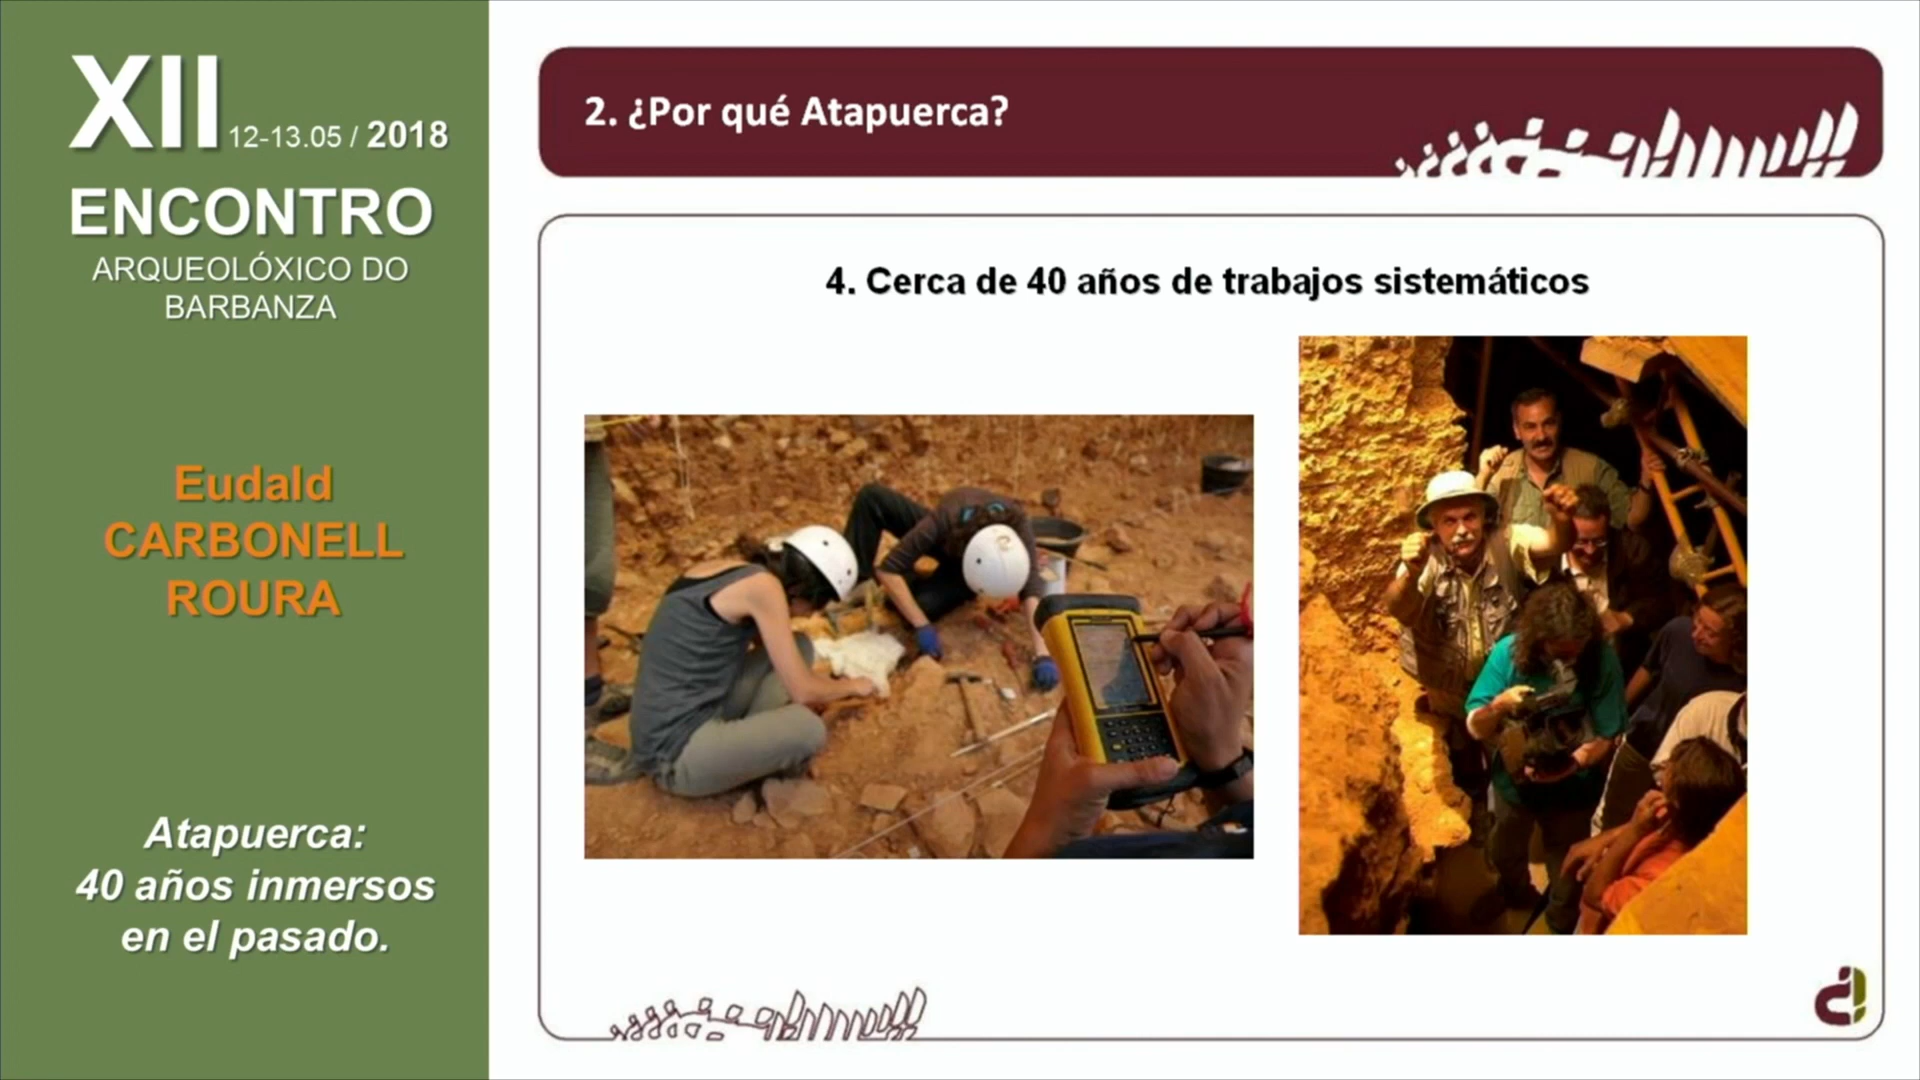 XII 12-13.05 / 2018
ENCONTRO
ARQUEOLÓXICO DO
BARBANZA
Eudald
CARBONELL
ROURA
Atapuerca:
40 años inmersos
en el pasado.
2. ¿Por qué Atapuerca?
4. Cerca de 40 años de trabajos sistemáticos